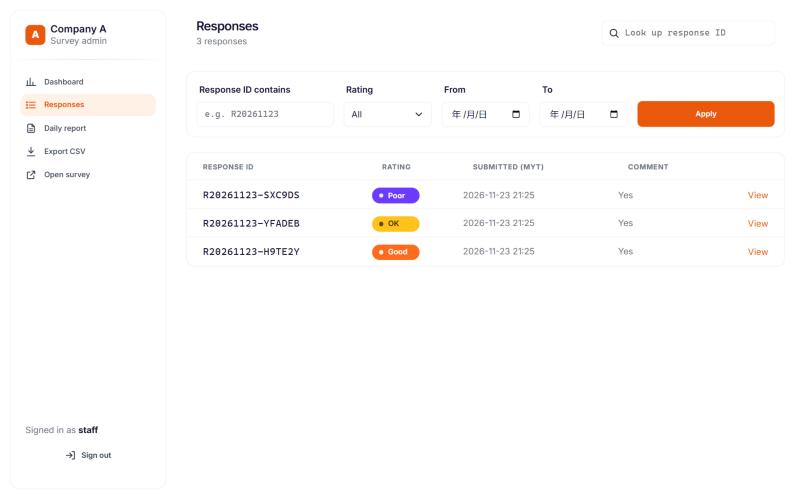 A
Company A
Survey admin
Dashboard
Responses
Daily report
Export CSV
Open survey
Signed in as staff
Sign out
Responses
3 responses
Look up response ID
Response ID contains
Rating
From
To
e.g. R20261123
All
年 /月/日
年 /月/日
Apply
RESPONSE ID RATING SUBMITTED (MYT) COMMENT
R20261123-SXC9DS Poor 2026-11-23 21:25 Yes View
R20261123-YFADEB OK 2026-11-23 21:25 Yes View
R20261123-H9TE2Y Good 2026-11-23 21:25 Yes View